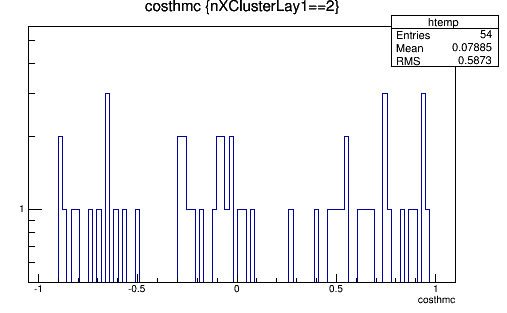 costhmc {nXClusterLay1==2}
htemp
Entries 54
Mean 0.07885
RMS 0.5873
1
-1 -0.5 0 0.5 1
costhmc